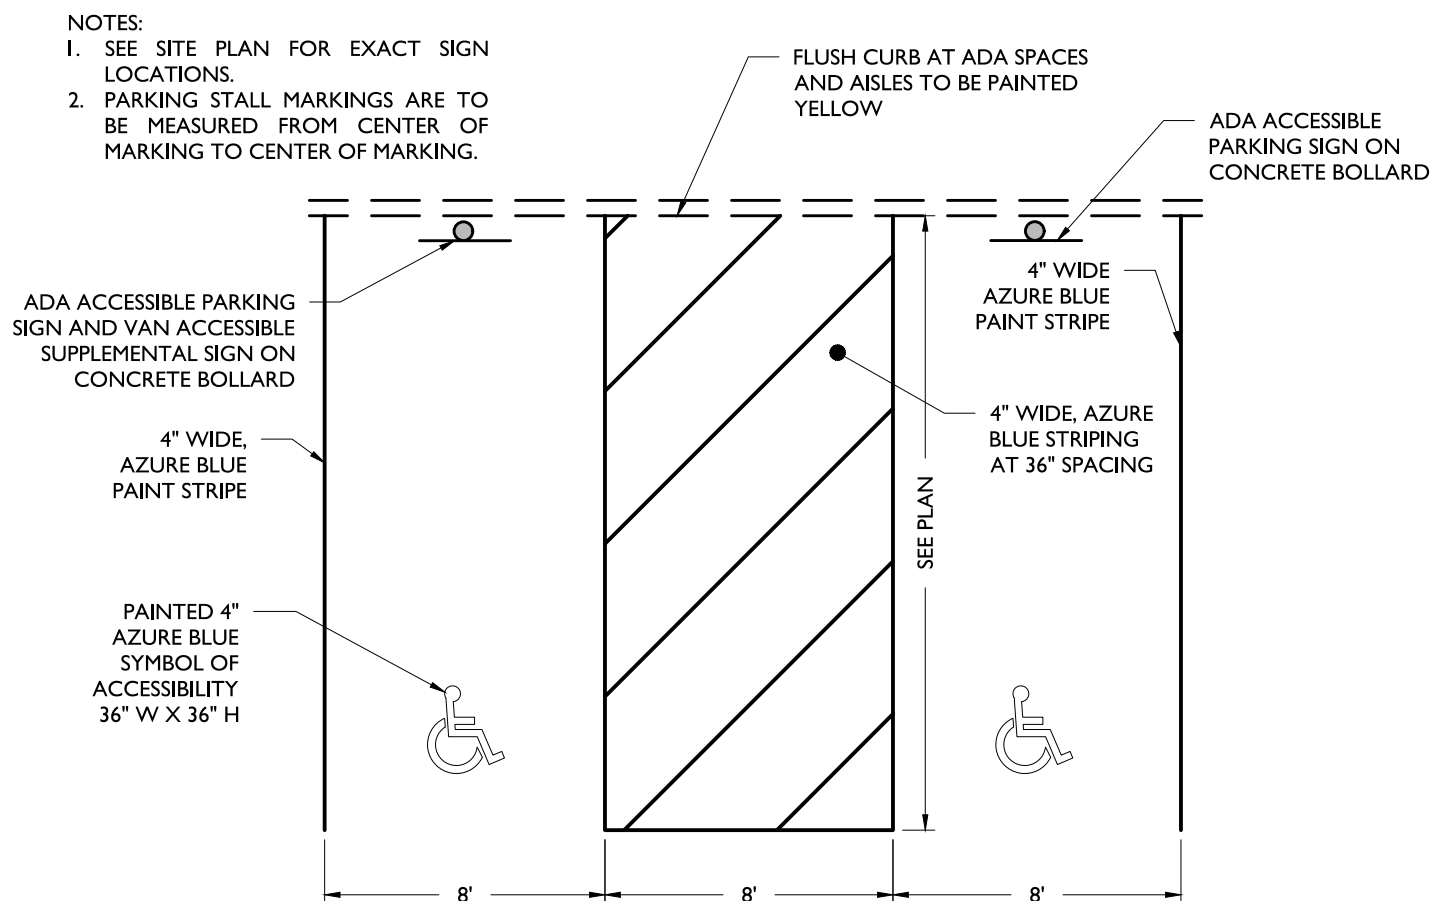 NOTES:
1. SEE SITE PLAN FOR EXACT SIGN
LOCATIONS.
2. PARKING STALL MARKINGS ARE TO
BE MEASURED FROM CENTER OF
MARKING TO CENTER OF MARKING.
FLUSH CURB AT ADA SPACES
AND AISLES TO BE PAINTED
YELLOW
ADA ACCESSIBLE
PARKING SIGN ON
CONCRETE BOLLARD
ADA ACCESSIBLE PARKING
SIGN AND VAN ACCESSIBLE
SUPPLEMENTAL SIGN ON
CONCRETE BOLLARD
4" WIDE
AZURE BLUE
PAINT STRIPE
4" WIDE,
AZURE BLUE
PAINT STRIPE
4" WIDE, AZURE
BLUE STRIPING
AT 36" SPACING
SEE PLAN
PAINTED 4"
AZURE BLUE
SYMBOL OF
ACCESSIBILITY
36" W X 36" H
8'
8'
8'